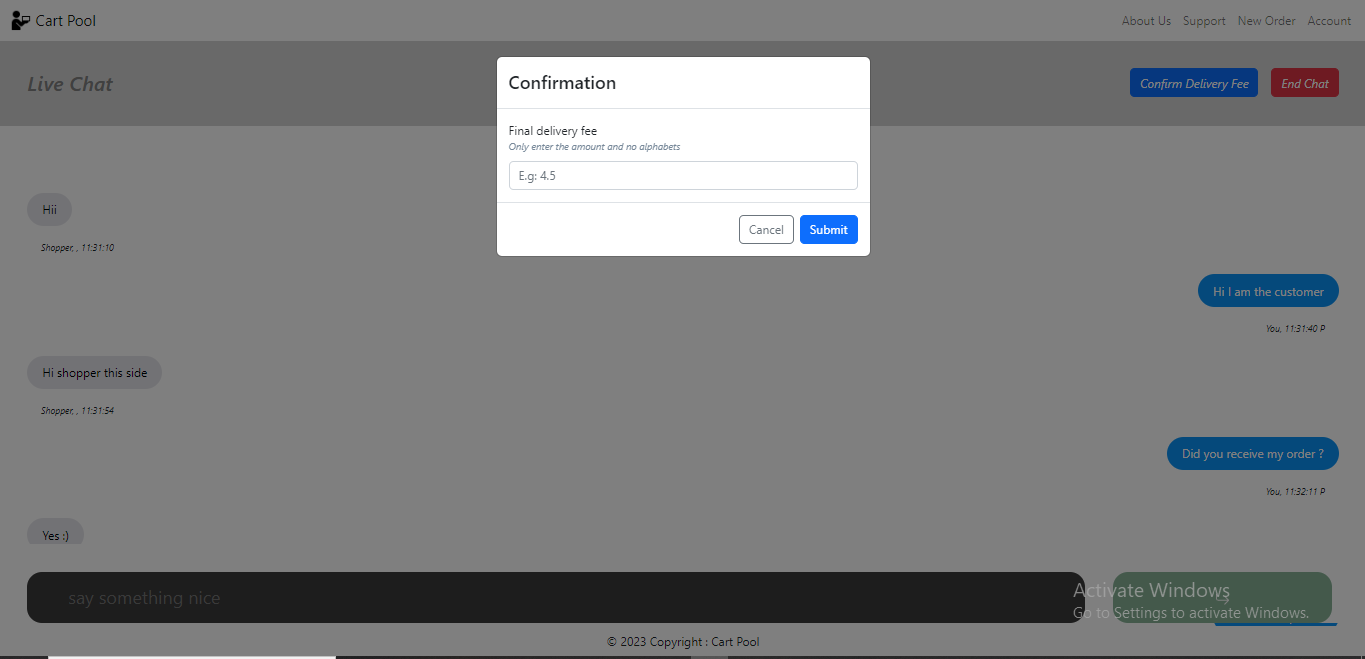 Cart Pool
About Us Support New Order Account
Live Chat
Confirm Delivery Fee End Chat
Confirmation
Final delivery fee
Only enter the amount and no alphabets
E.g: 4.5
Cancel Submit
Hii
Shopper, , 11:31:10
Hi I am the customer
You, 11:31:40 P
Hi shopper this side
Shopper, , 11:31:54
Did you receive my order ?
You, 11:32:11 P
Yes :)
say something nice
Activate Windows
Go to Settings to activate Windows.
© 2023 Copyright : Cart Pool